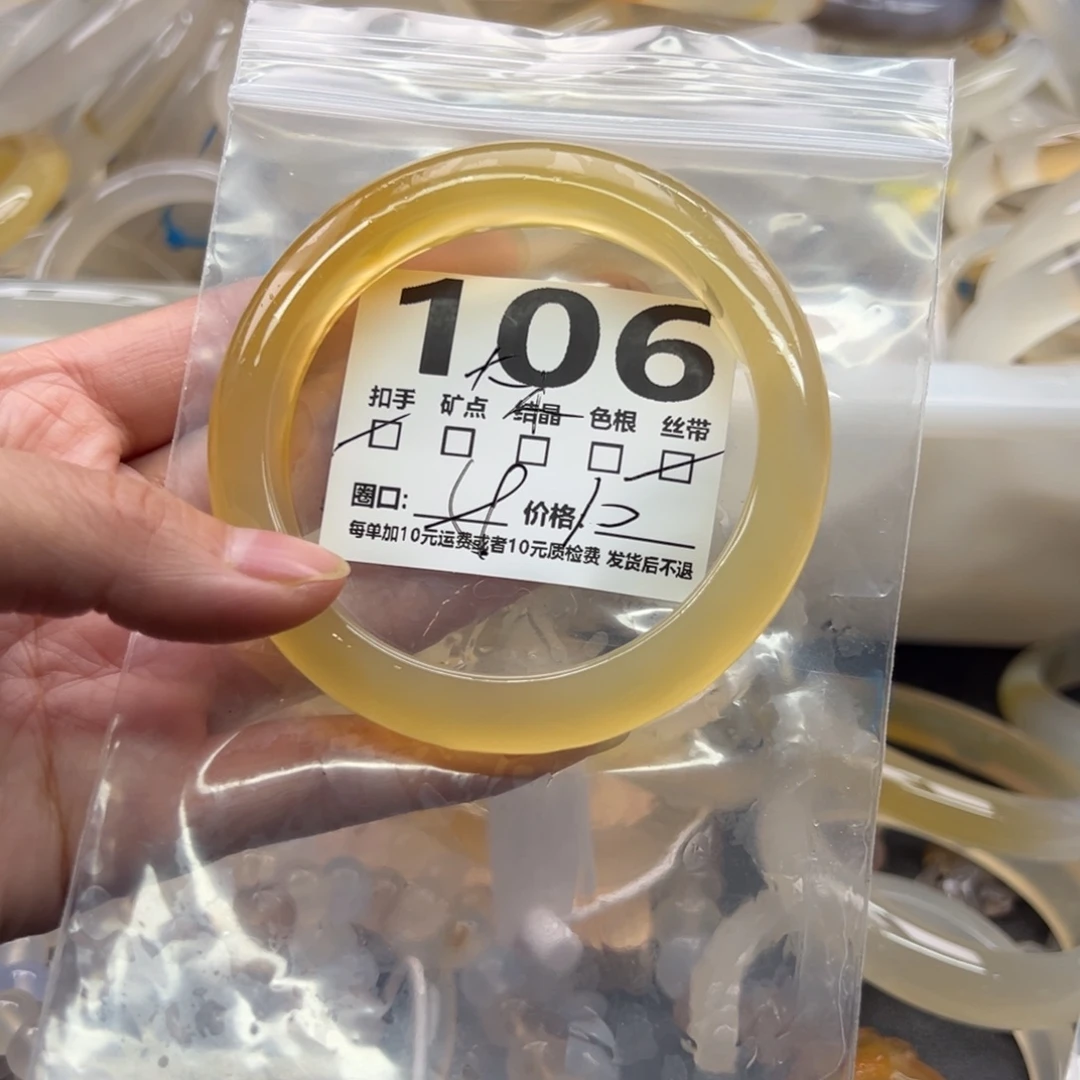 106
扣手 矿点 结晶 色根 丝带
圈口: 价格:
每单加10元运费或者10元质检费 发货后不退